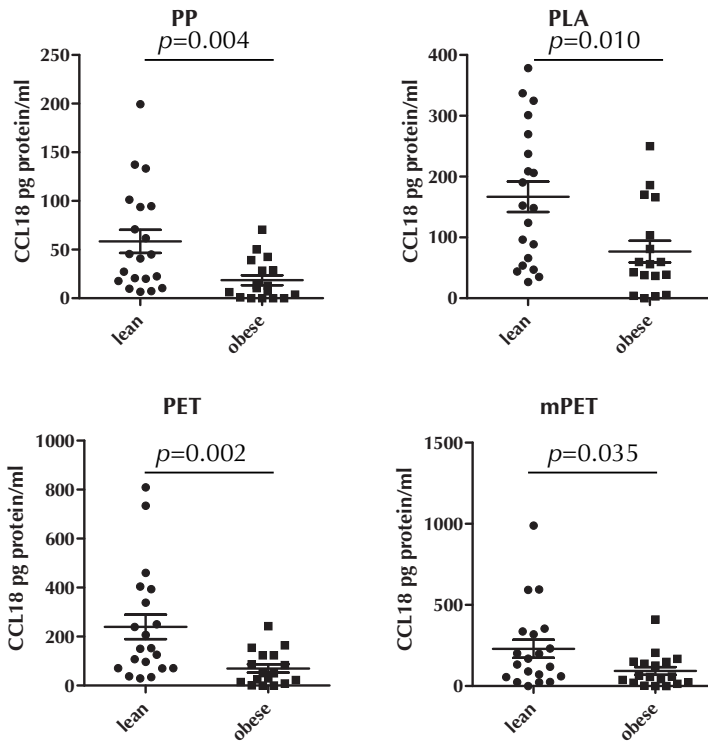 PP
p=0.004
CCL18 pg protein/ml
250
200
150
100
50
0
lean
obese
PLA
p=0.010
CCL18 pg protein/ml
400
300
200
100
0
lean
obese
PET
p=0.002
CCL18 pg protein/ml
1000
800
600
400
200
0
lean
obese
mPET
p=0.035
CCL18 pg protein/ml
1500
1000
500
0
lean
obese